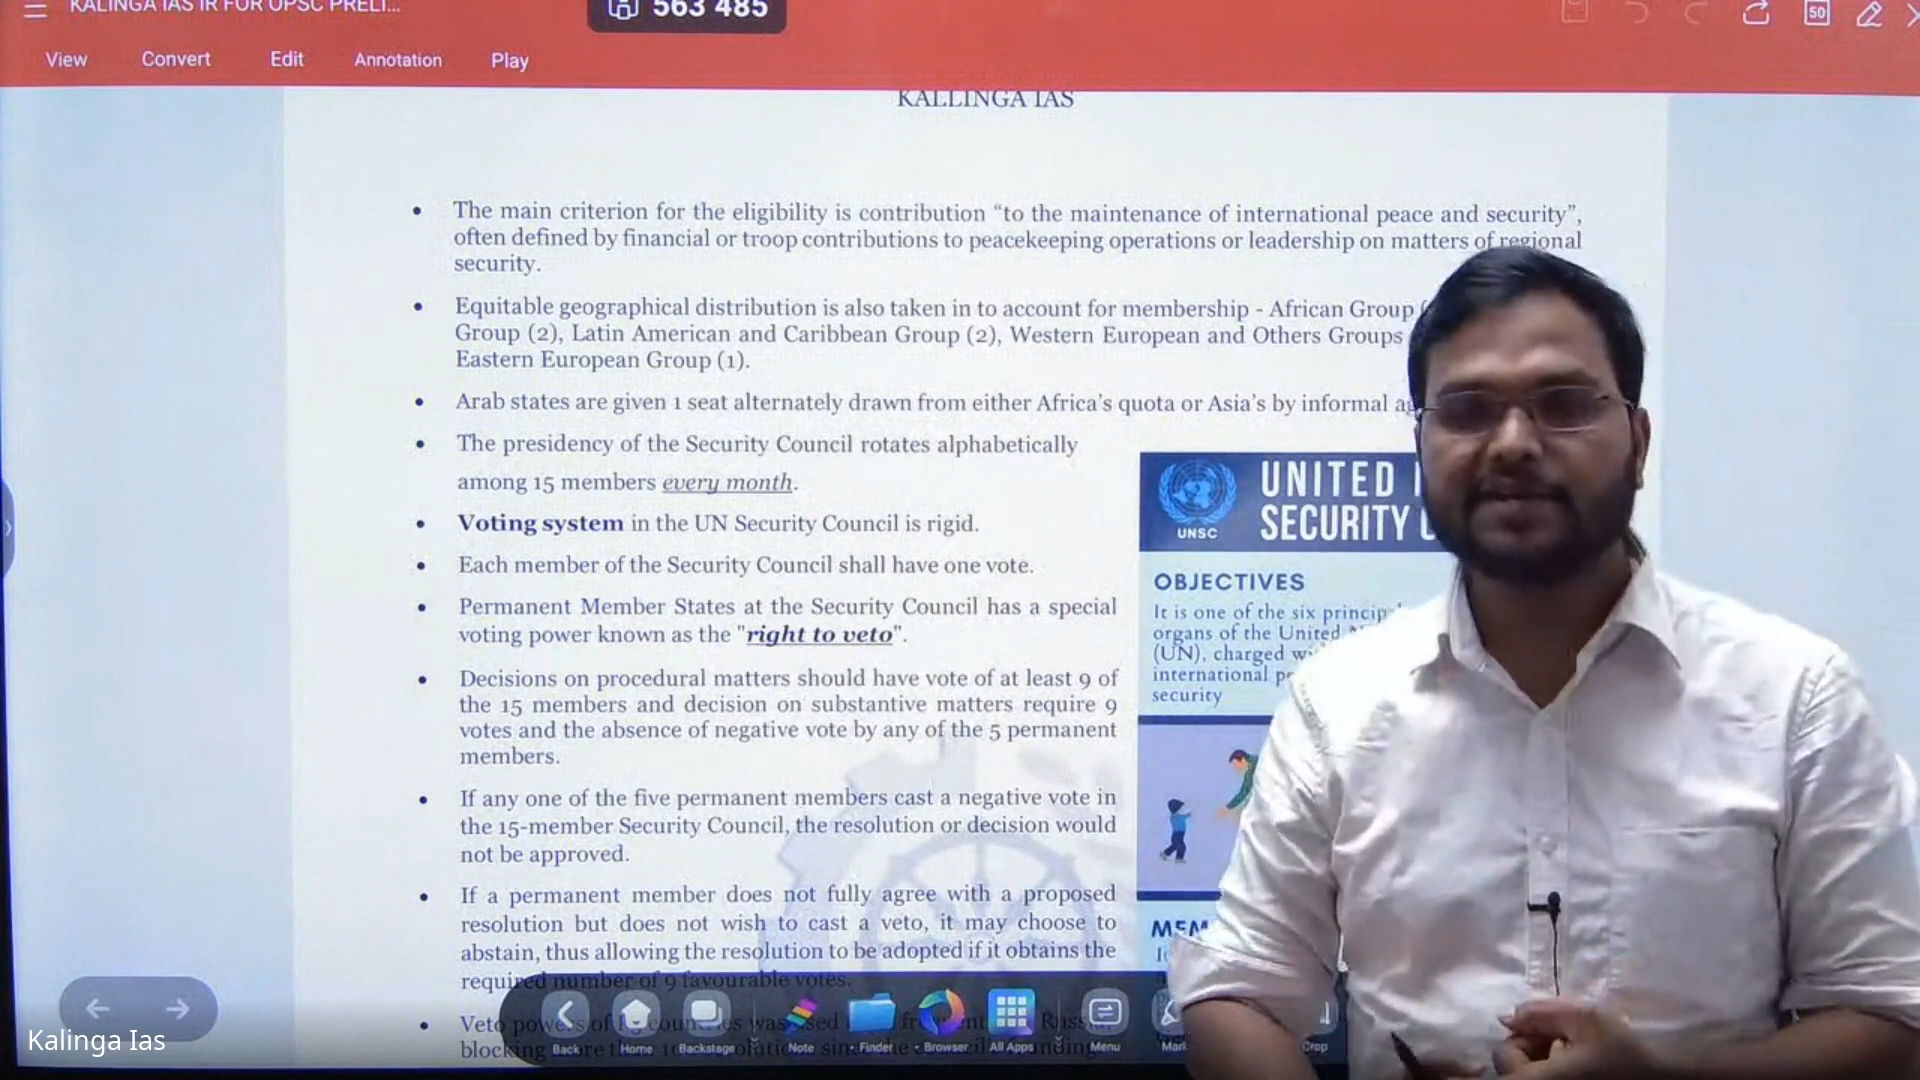 KALINGA IAS IR FOR OPSC PRELI...
563 485
50
View Convert Edit Annotation Play
KALLINGA IAS
• The main criterion for the eligibility is contribution “to the maintenance of international peace and security”,
often defined by financial or troop contributions to peacekeeping operations or leadership on matters of regional
security.
• Equitable geographical distribution is also taken in to account for membership - African Group
Group (2), Latin American and Caribbean Group (2), Western European and Others Groups
Eastern European Group (1).
• Arab states are given 1 seat alternately drawn from either Africa’s quota or Asia’s by informal
• The presidency of the Security Council rotates alphabetically
among 15 members every month.
• Voting system in the UN Security Council is rigid.
• Each member of the Security Council shall have one vote.
• Permanent Member States at the Security Council has a special
voting power known as the "right to veto".
• Decisions on procedural matters should have vote of at least 9 of
the 15 members and decision on substantive matters require 9
votes and the absence of negative vote by any of the 5 permanent
members.
• If any one of the five permanent members cast a negative vote in
the 15-member Security Council, the resolution or decision would
not be approved.
• If a permanent member does not fully agree with a proposed
resolution but does not wish to cast a veto, it may choose to
abstain, thus allowing the resolution to be adopted if it obtains the
required number of 9 favourable votes.
• Veto powers of
blocking
UNITED
SECURITY
UNSC
OBJECTIVES
It is one of the six
organs of the United
(UN), charged
international
security
Back Home Backstage Note Finder Browser All Apps Menu Crop
Kalinga Ias